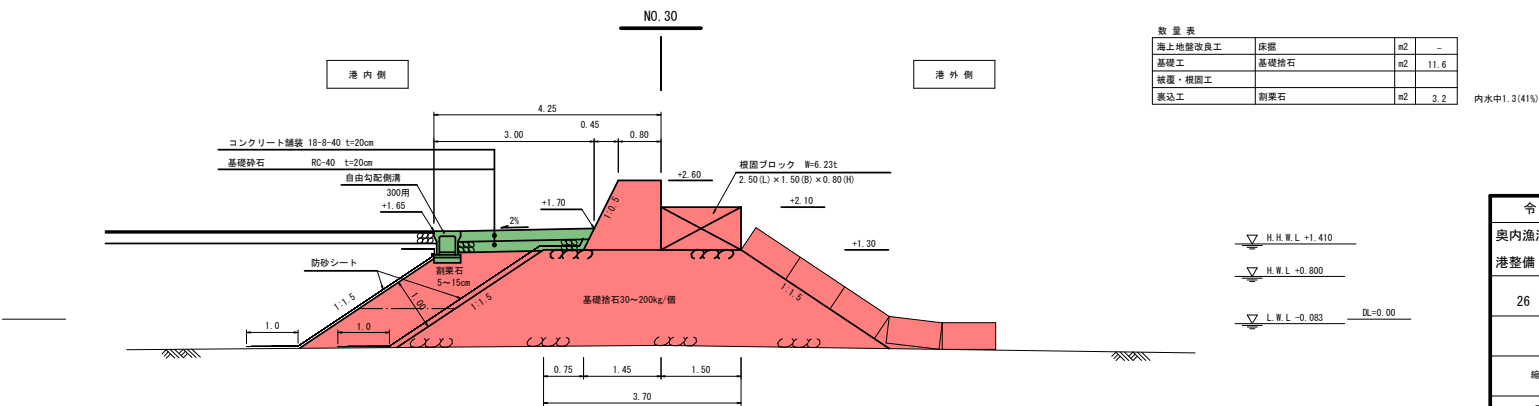 NO.30
港 内 側
港 外 側
数 量 表
海上地盤改良工 床掘 m2 -
基礎工 基礎捨石 m2 11.6
被覆・根固工
裏込工 割栗石 m2 3.2 内水中1.3(41%)
4.25
3.00 0.45 0.80
コンクリート舗装 18-8-40 t=20cm
基礎砕石 RC-40 t=20cm
自由勾配側溝
300用
+1.65
2%
+1.70
1:0.5
+2.60
根固ブロック W=6.23t
2.50(L)×1.50(B)×0.80(H)
+2.10
+1.30
H.H.W.L +1.410
H.W.L +0.800
L.W.L -0.083 DL=0.00
防砂シート
割栗石
5~15cm
1:1.5
1.00
1:1.5
基礎捨石30~200kg/個
1:1.5
1.0 1.0
0.75 1.45 1.50
3.70
令
奥内漁
港整備
26